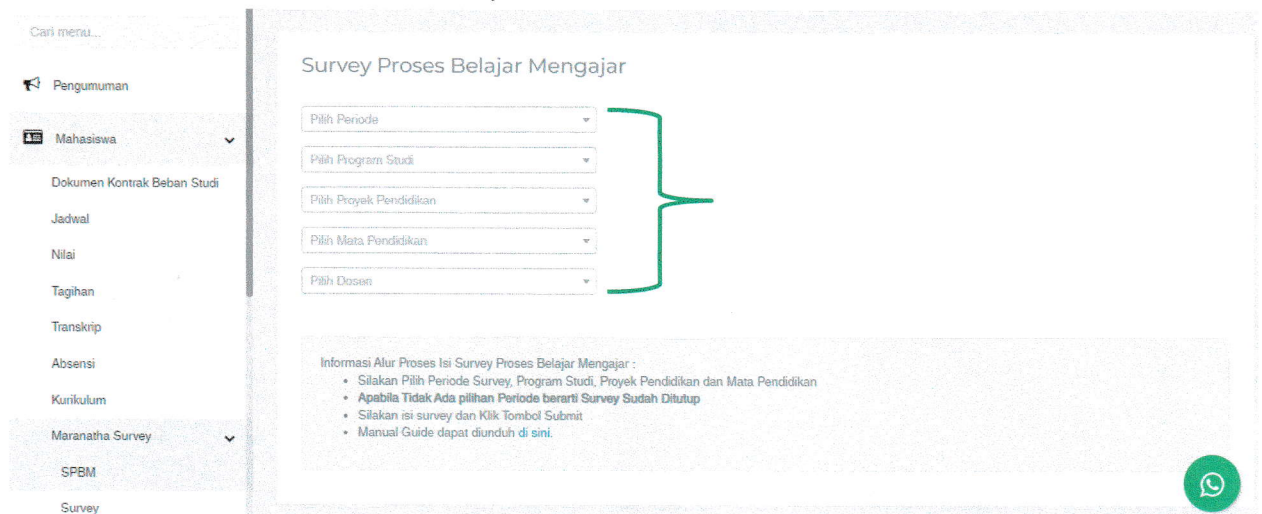 Cari menu...
Pengumuman
Mahasiswa
Dokumen Kontrak Beban Studi
Jadwal
Nilai
Tagihan
Transkrip
Absensi
Kurikulum
Maranatha Survey
SPBM
Survey
Survey Proses Belajar Mengajar
Pilih Periode
Pilih Program Studi
Pilih Proyek Pendidikan
Pilih Mata Pendidikan
Pilih Dosen
Informasi Alur Proses Isi Survey Proses Belajar Mengajar :
• Silakan Pilih Periode Survey, Program Studi, Proyek Pendidikan dan Mata Pendidikan
• Apabila Tidak Ada pilihan Periode berarti Survey Sudah Ditutup
• Silakan isi survey dan Klik Tombol Submit
• Manual Guide dapat diunduh di sini.